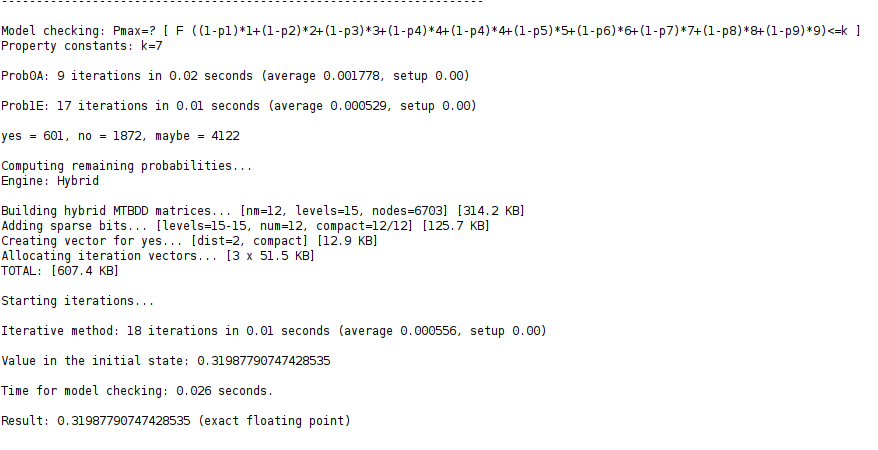 ---------------------------------------------------------------------
Model checking: Pmax=? [ F ((1-p1)*1+(1-p2)*2+(1-p3)*3+(1-p4)*4+(1-p4)*4+(1-p5)*5+(1-p6)*6+(1-p7)*7+(1-p8)*8+(1-p9)*9)<=k ]
Property constants: k=7
Prob0A: 9 iterations in 0.02 seconds (average 0.001778, setup 0.00)
Prob1E: 17 iterations in 0.01 seconds (average 0.000529, setup 0.00)
yes = 601, no = 1872, maybe = 4122
Computing remaining probabilities...
Engine: Hybrid
Building hybrid MTBDD matrices... [nm=12, levels=15, nodes=6703] [314.2 KB]
Adding sparse bits... [levels=15-15, num=12, compact=12/12] [125.7 KB]
Creating vector for yes... [dist=2, compact] [12.9 KB]
Allocating iteration vectors... [3 x 51.5 KB]
TOTAL: [607.4 KB]
Starting iterations...
Iterative method: 18 iterations in 0.01 seconds (average 0.000556, setup 0.00)
Value in the initial state: 0.31987790747428535
Time for model checking: 0.026 seconds.
Result: 0.31987790747428535 (exact floating point)